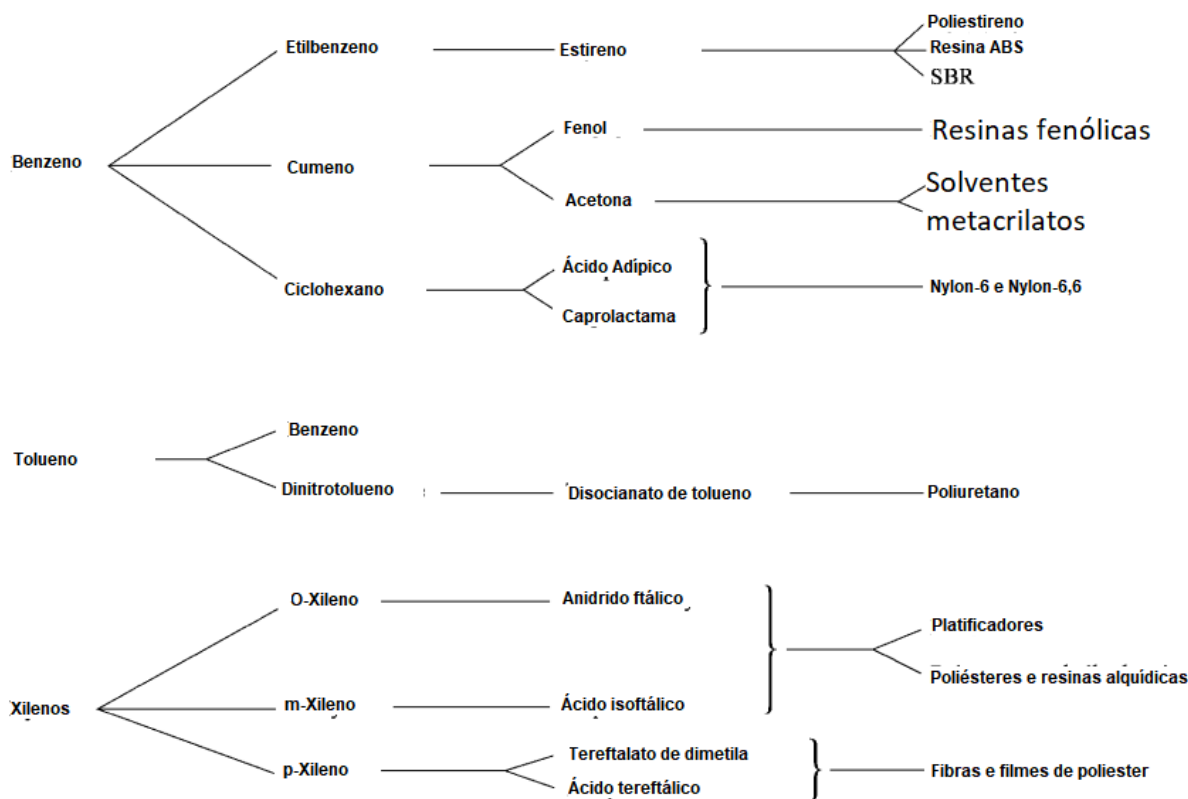 Poliestireno
Etilbenzeno Estireno Resina ABS
SBR
Fenol Resinas fenólicas
Benzeno Cumeno
Acetona Solventes
metacrilatos
Ácido Adípico
Ciclohexano Nylon-6 e Nylon-6,6
Caprolactama
Benzeno
Tolueno
Dinitrotolueno Disocianato de tolueno Poliuretano
O-Xileno Anidrido ftálico
Platificadores
Poliésteres e resinas alquídicas
Xilenos m-Xileno Ácido isoftálico
Tereftalato de dimetila
p-Xileno Fibras e filmes de poliester
Ácido tereftálico